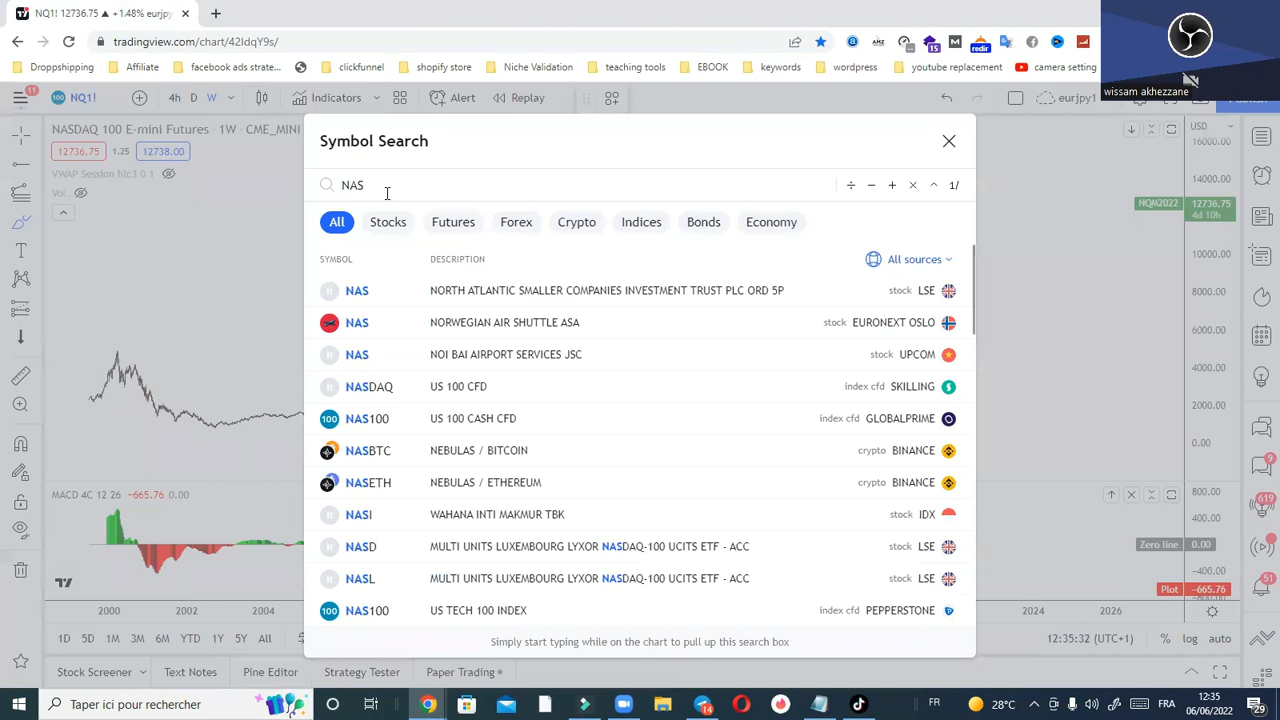 NQ1! 12736.75 ▲ +1.48% eurjpy
tradingview.com/chart/42IdqY9s/
Dropphipping Affiliate facebook ads strate... clickfunnel shopify store Niche Validation teaching tools EBOOK keywords wordpress youtube replacement camera setting
wissam akhezzane
11 NQ1! 4h D W Indicators Alert Replay eurjpy1
NASDAQ 100 E-mini Futures · 1W · CME_MINI
12736.75 1.25 12738.00
VWAP Session hlc3 0 1
Vol
Symbol Search
NAS
1/
All Stocks Futures Forex Crypto Indices Bonds Economy
SYMBOL DESCRIPTION All sources
NAS NORTH ATLANTIC SMALLER COMPANIES INVESTMENT TRUST PLC ORD 5P stock LSE
NAS NORWEGIAN AIR SHUTTLE ASA stock EURONEXT OSLO
NAS NOI BAI AIRPORT SERVICES JSC stock UPCOM
NASDAQ US 100 CFD index cfd SKILLING
NAS100 US 100 CASH CFD index cfd GLOBALPRIME
NASBTC NEBULAS / BITCOIN crypto BINANCE
NASETH NEBULAS / ETHEREUM crypto BINANCE
NASI WAHANA INTI MAKMUR TBK stock IDX
NASD MULTI UNITS LUXEMBOURG LYXOR NASDAQ-100 UCITS ETF - ACC stock LSE
NASL MULTI UNITS LUXEMBOURG LYXOR NASDAQ-100 UCITS ETF - ACC stock LSE
NAS100 US TECH 100 INDEX index cfd PEPPERSTONE
Simply start typing while on the chart to pull up this search box
USD
16000.00
14000.00
NQM2022 12736.75
4d 10h
10000.00
8000.00
6000.00
4000.00
2000.00
0.00
MACD 4C 12 26 -665.76 0.00
800.00
400.00
Zero line 0.00
-400.00
Plot -665.76
2000 2002 2004 2024 2026
1D 5D 1M 3M 6M YTD 1Y 5Y All 12:35:32 (UTC+1) % log auto
Stock Screener Text Notes Pine Editor Strategy Tester Paper Trading
9
619
51
Taper ici pour rechercher
14
28°C FRA 12:35
06/06/2022
29